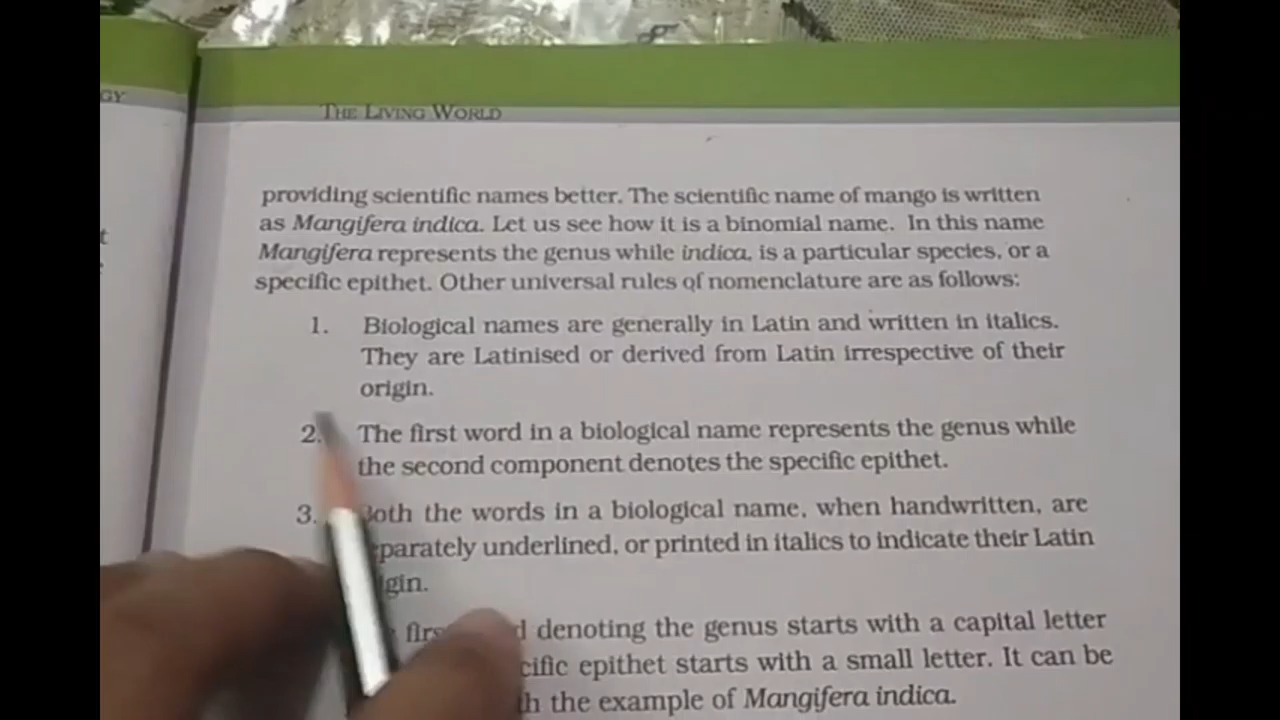 GY
THE LIVING WORLD
providing scientific names better. The scientific name of mango is written
as Mangifera indica. Let us see how it is a binomial name. In this name
Mangifera represents the genus while indica, is a particular species, or a
specific epithet. Other universal rules of nomenclature are as follows:
1. Biological names are generally in Latin and written in italics.
They are Latinised or derived from Latin irrespective of their
origin.
2. The first word in a biological name represents the genus while
the second component denotes the specific epithet.
3. Both the words in a biological name, when handwritten, are
parately underlined, or printed in italics to indicate their Latin
gin.
firs d denoting the genus starts with a capital letter
cific epithet starts with a small letter. It can be
th the example of Mangifera indica.